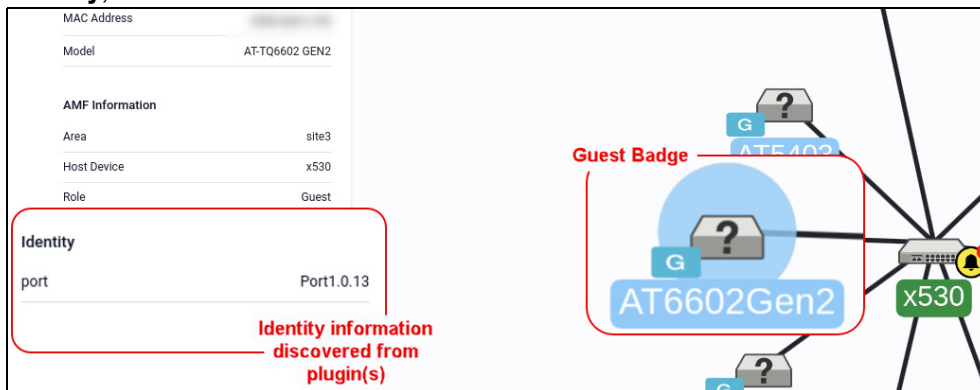 MAC Address
Model AT-TQ6602 GEN2
AMF Information
Area site3
Host Device x530
Role Guest
Identity
port Port1.0.13
Identity information
discovered from
plugin(s)
?
G
AT5403
Guest Badge
?
G
AT6602Gen2
x530
?
G